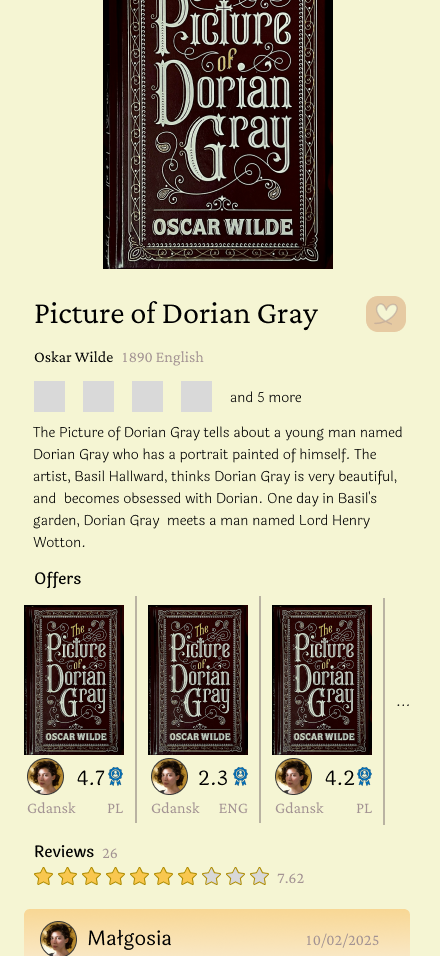 Picture
of
Dorian
Gray
OSCAR WILDE
Picture of Dorian Gray
Oskar Wilde 1890 English
and 5 more
The Picture of Dorian Gray tells about a young man named
Dorian Gray who has a portrait painted of himself. The
artist, Basil Hallward, thinks Dorian Gray is very beautiful,
and becomes obsessed with Dorian. One day in Basil's
garden, Dorian Gray meets a man named Lord Henry
Wotton.
Offers
The
Picture
of
Dorian
Gray
OSCAR WILDE
4.7
Gdansk PL
The
Picture
of
Dorian
Gray
OSCAR WILDE
2.3
Gdansk ENG
The
Picture
of
Dorian
Gray
OSCAR WILDE
4.2
Gdansk PL
...
Reviews 26
7.62
Małgosia 10/02/2025